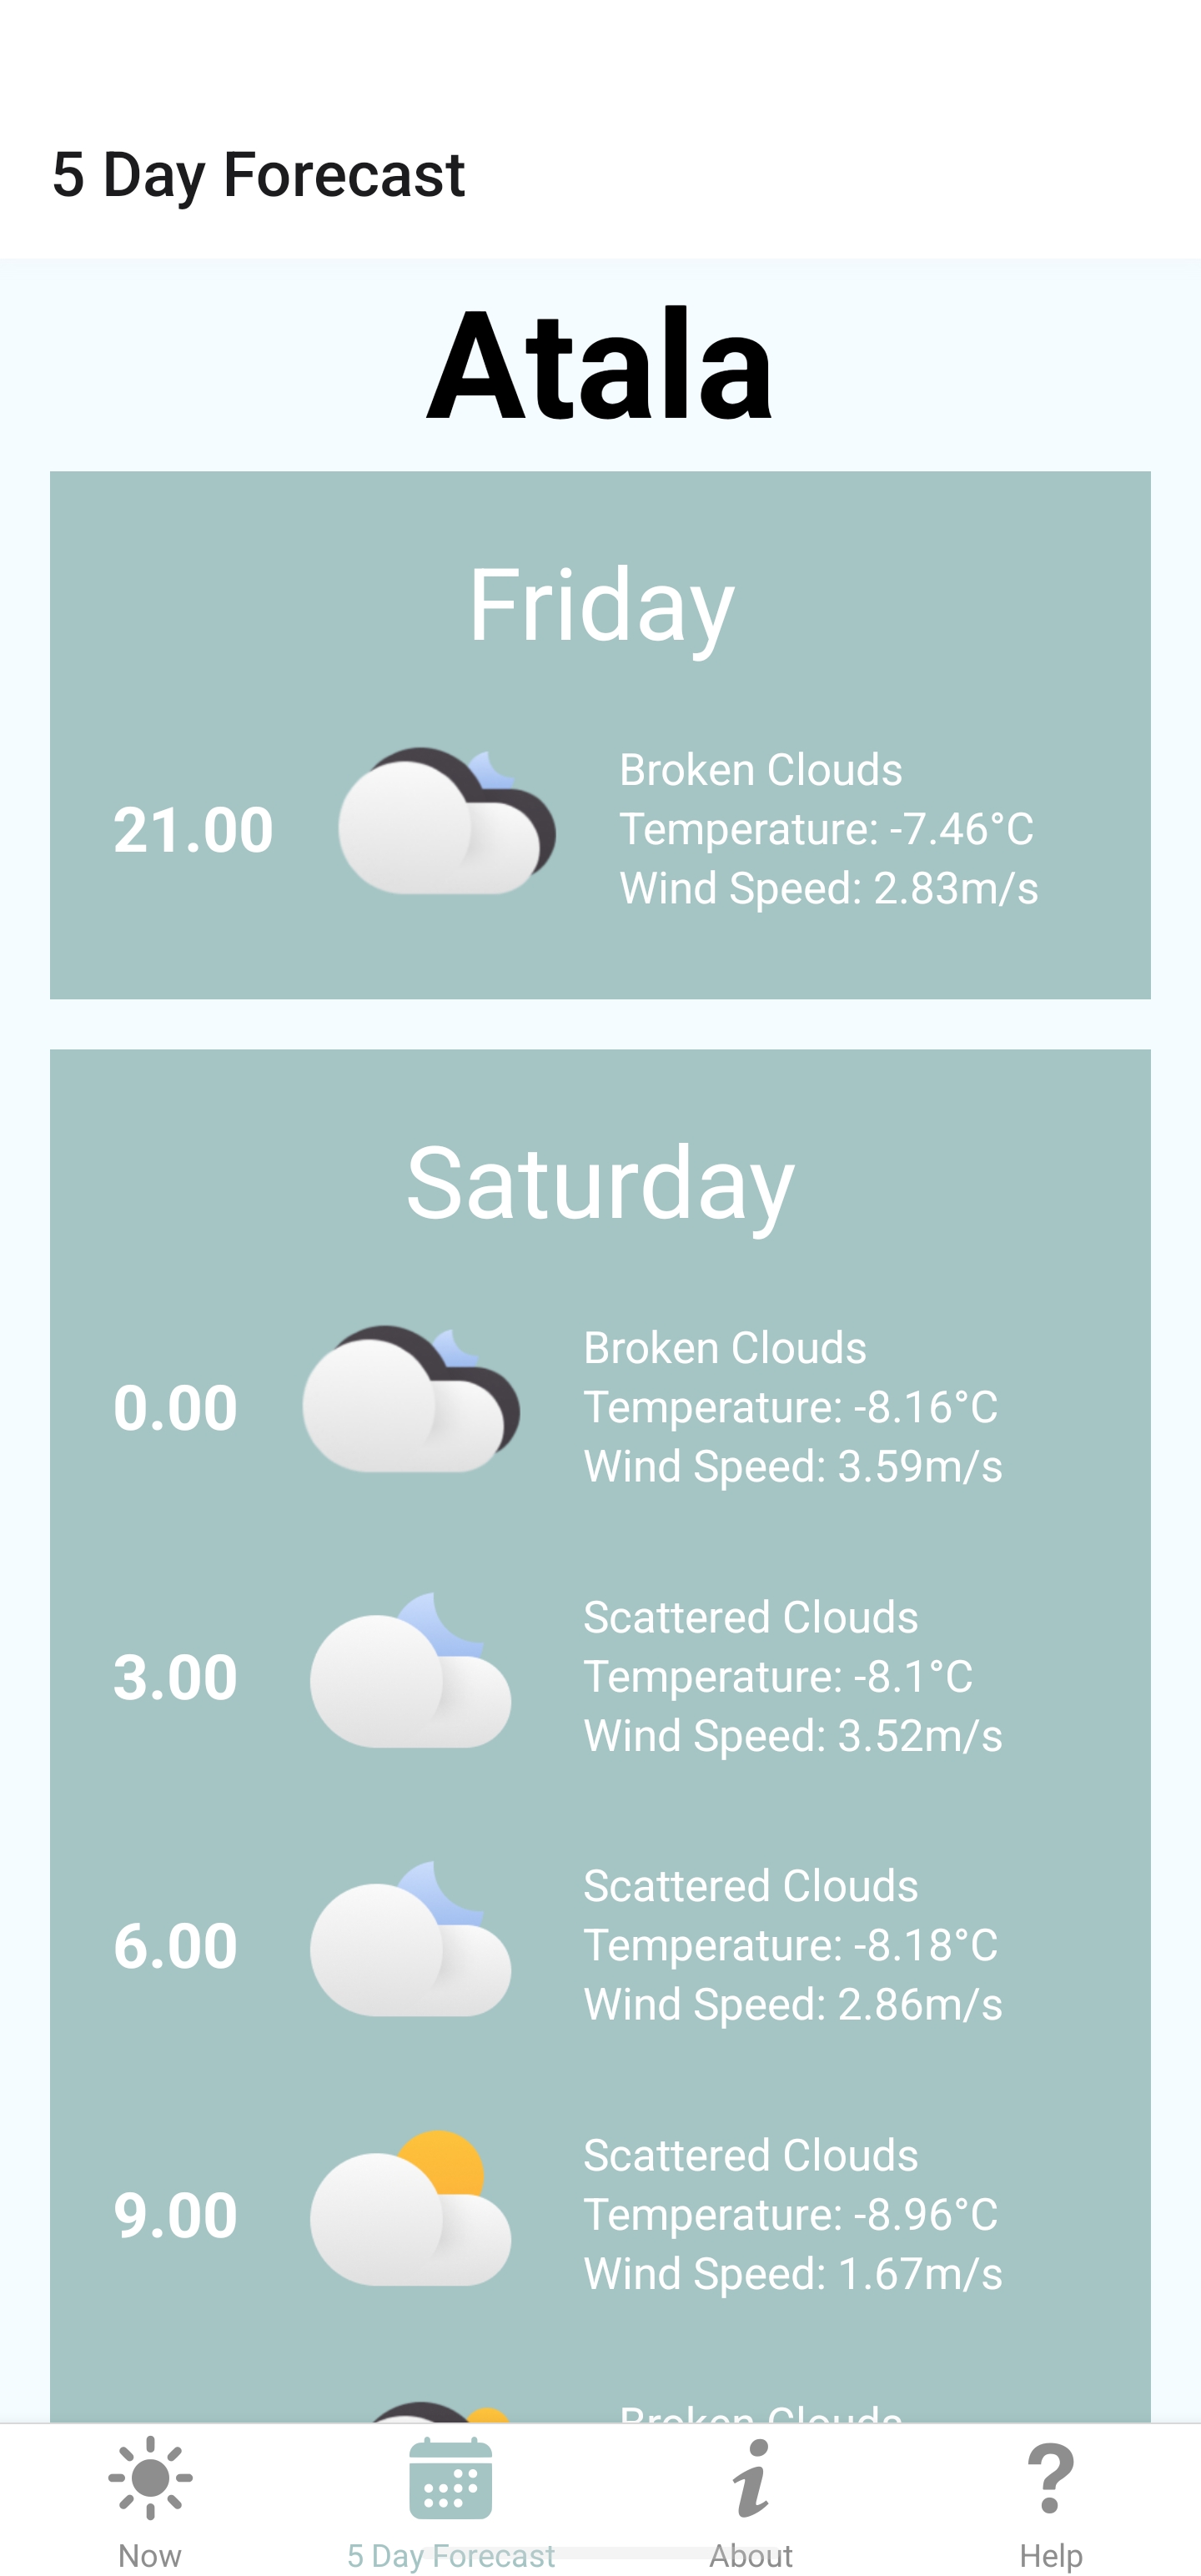 5 Day Forecast
Atala
Friday
21.00
Broken Clouds
Temperature: -7.46°C
Wind Speed: 2.83m/s
Saturday
0.00
Broken Clouds
Temperature: -8.16°C
Wind Speed: 3.59m/s
3.00
Scattered Clouds
Temperature: -8.1°C
Wind Speed: 3.52m/s
6.00
Scattered Clouds
Temperature: -8.18°C
Wind Speed: 2.86m/s
9.00
Scattered Clouds
Temperature: -8.96°C
Wind Speed: 1.67m/s
Broken Clouds
Now
5 Day Forecast
About
Help